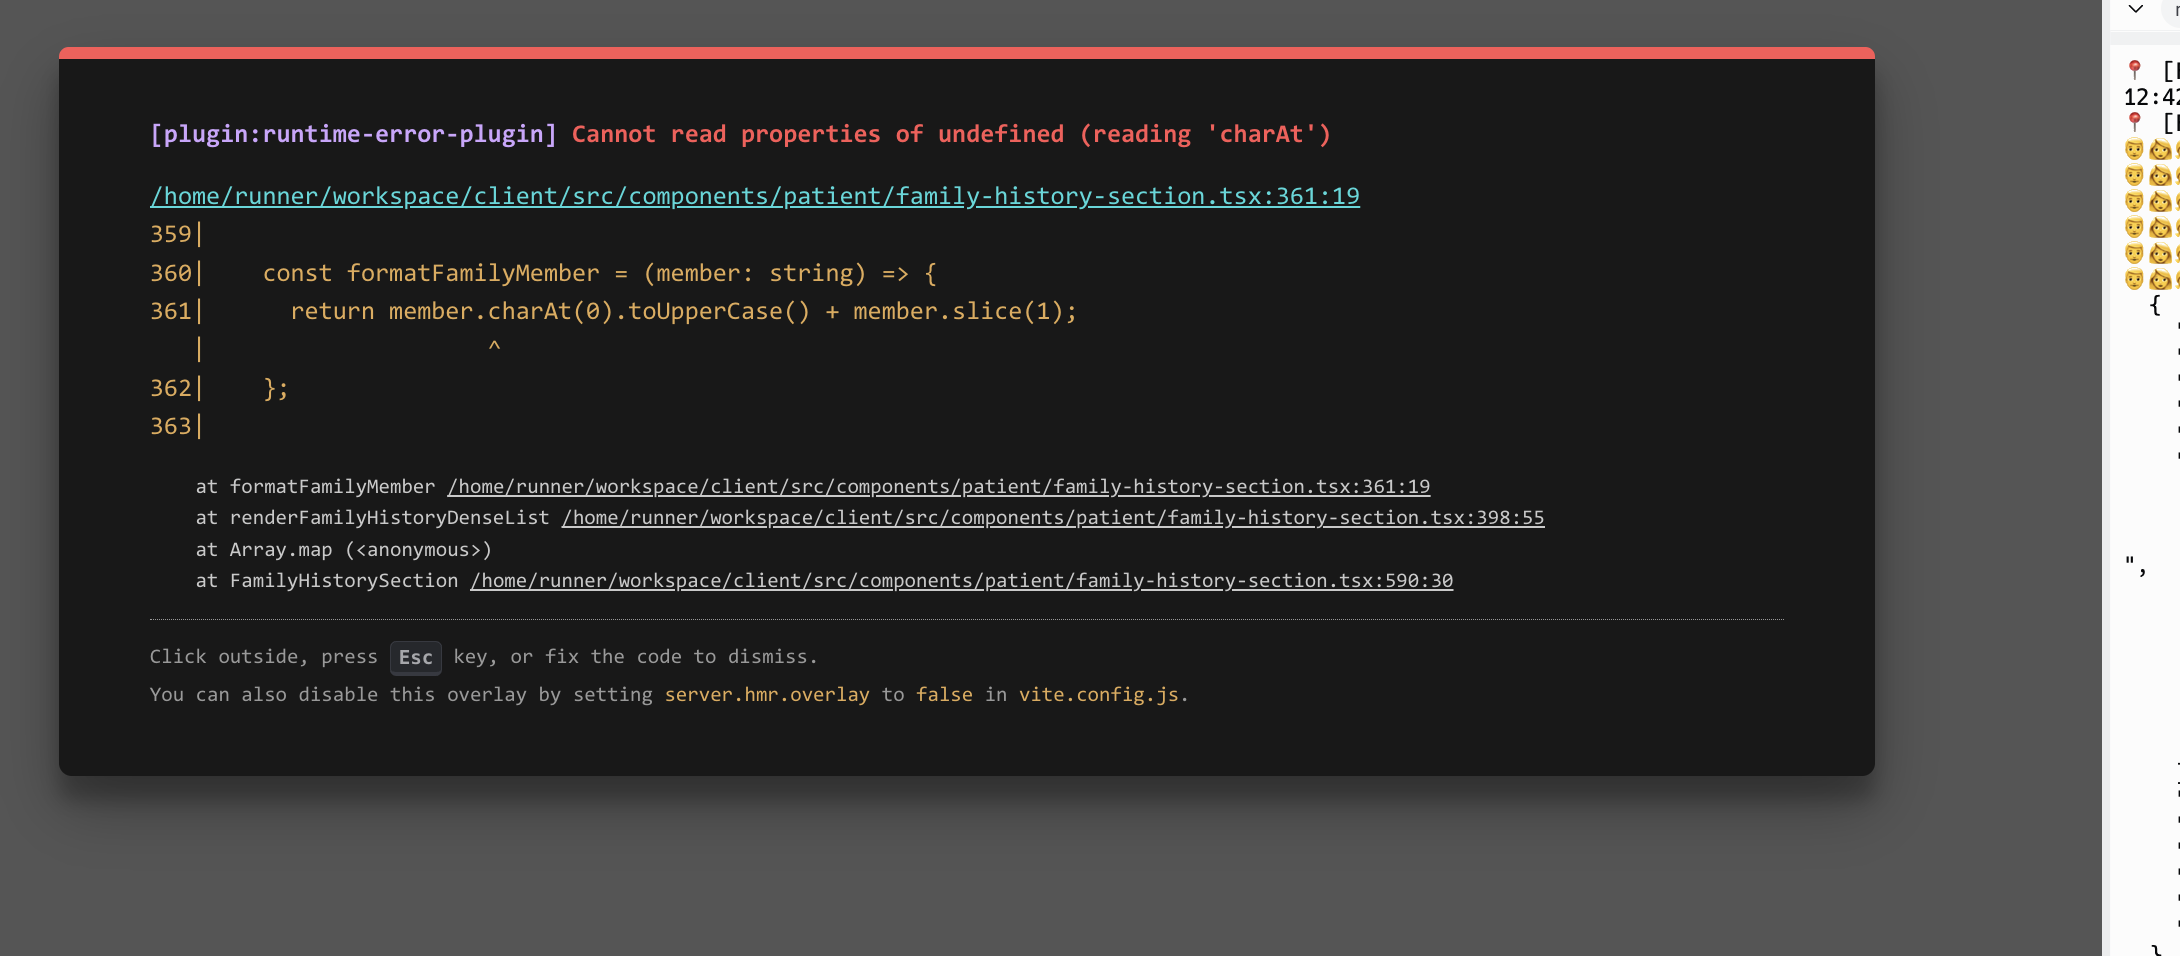 [plugin:runtime-error-plugin] Cannot read properties of undefined (reading 'charAt')
/home/runner/workspace/client/src/components/patient/family-history-section.tsx:361:19
359|
360|    const formatFamilyMember = (member: string) => {
361|      return member.charAt(0).toUpperCase() + member.slice(1);
   |                    ^
362|    };
363|
at formatFamilyMember /home/runner/workspace/client/src/components/patient/family-history-section.tsx:361:19
at renderFamilyHistoryDenseList /home/runner/workspace/client/src/components/patient/family-history-section.tsx:398:55
at Array.map (<anonymous>)
at FamilyHistorySection /home/runner/workspace/client/src/components/patient/family-history-section.tsx:590:30
Click outside, press Esc key, or fix the code to dismiss.
You can also disable this overlay by setting server.hmr.overlay to false in vite.config.js.
📍 [
12:42
📍 [
{
",
}